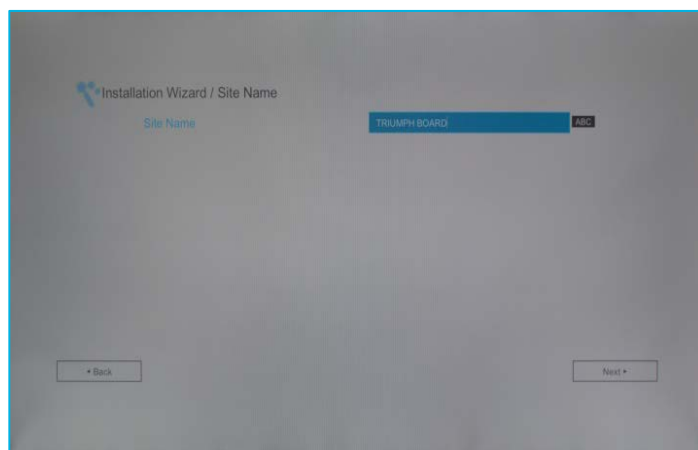 Installation Wizard / Site Name
Site Name
TRIUMPH BOARD
ABC
Back
Next